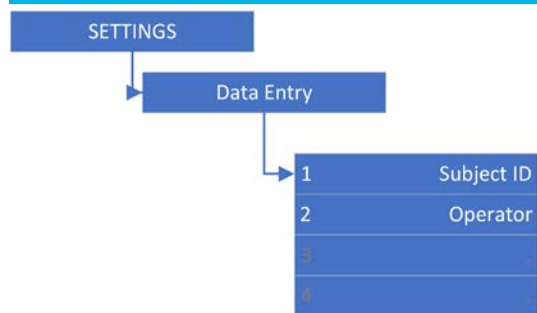 SETTINGS
Data Entry
1 Subject ID
2 Operator
3 -
4 -